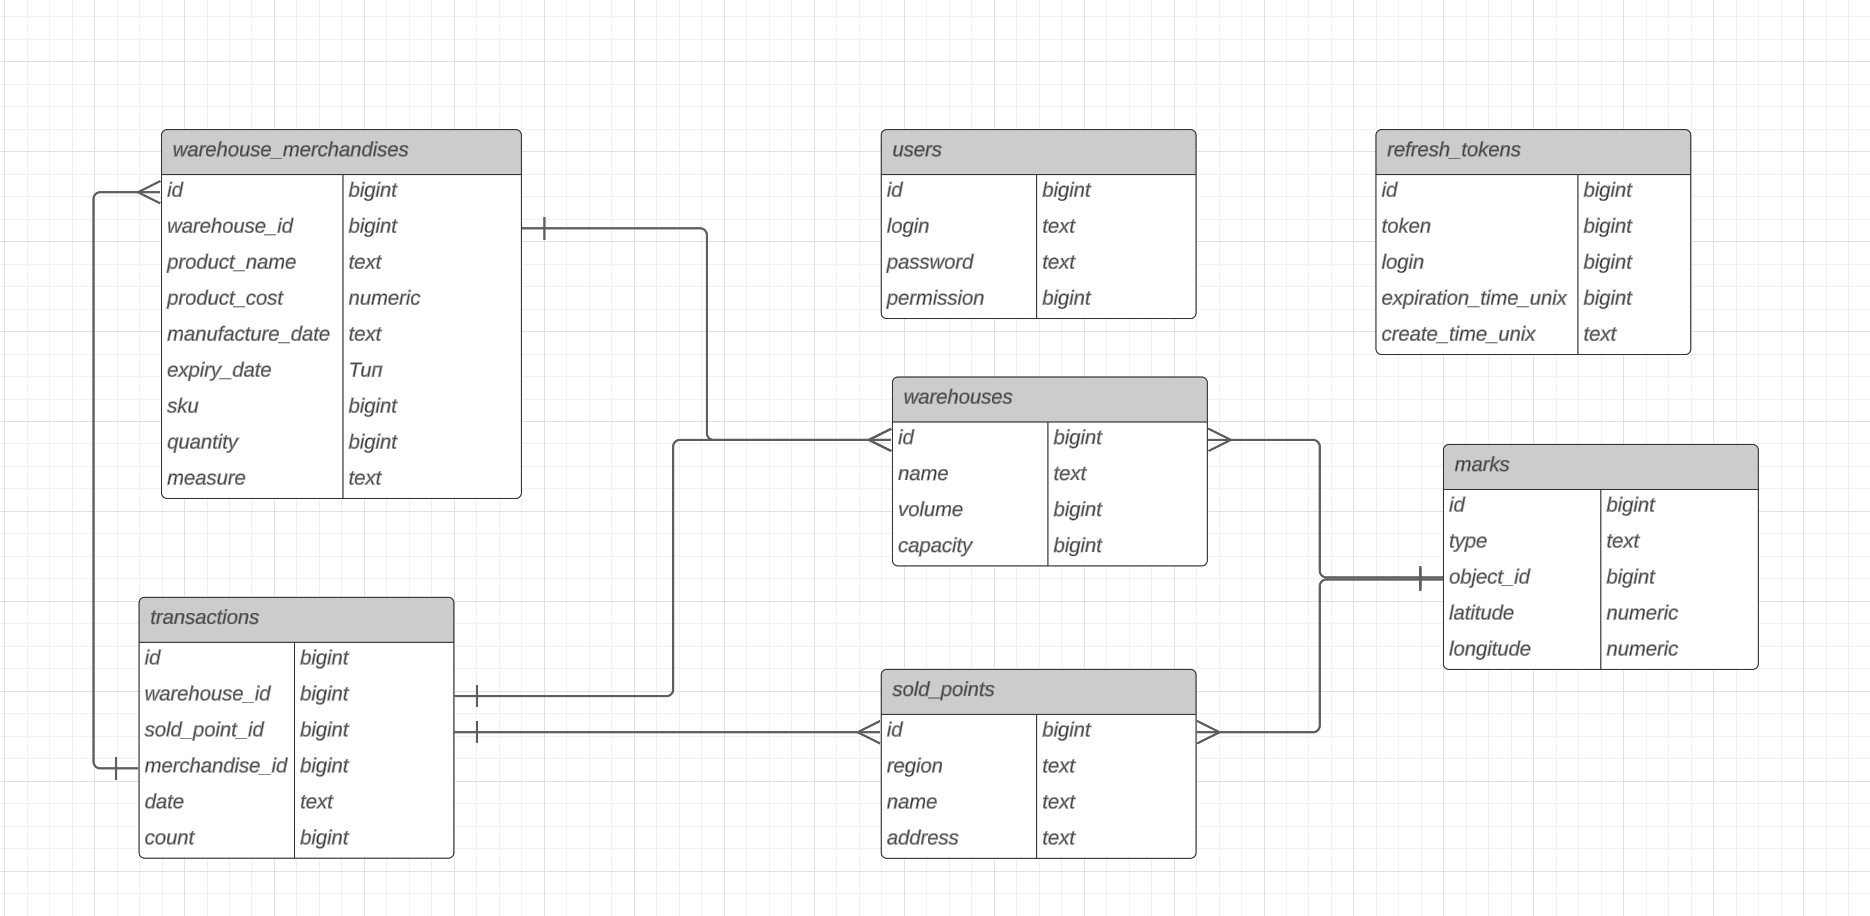 warehouse_merchandises
id bigint
warehouse_id bigint
product_name text
product_cost numeric
manufacture_date text
expiry_date Тип
sku bigint
quantity bigint
measure text
users
id bigint
login text
password text
permission bigint
refresh_tokens
id bigint
token bigint
login bigint
expiration_time_unix bigint
create_time_unix text
warehouses
id bigint
name text
volume bigint
capacity bigint
marks
id bigint
type text
object_id bigint
latitude numeric
longitude numeric
transactions
id bigint
warehouse_id bigint
sold_point_id bigint
merchandise_id bigint
date text
count bigint
sold_points
id bigint
region text
name text
address text